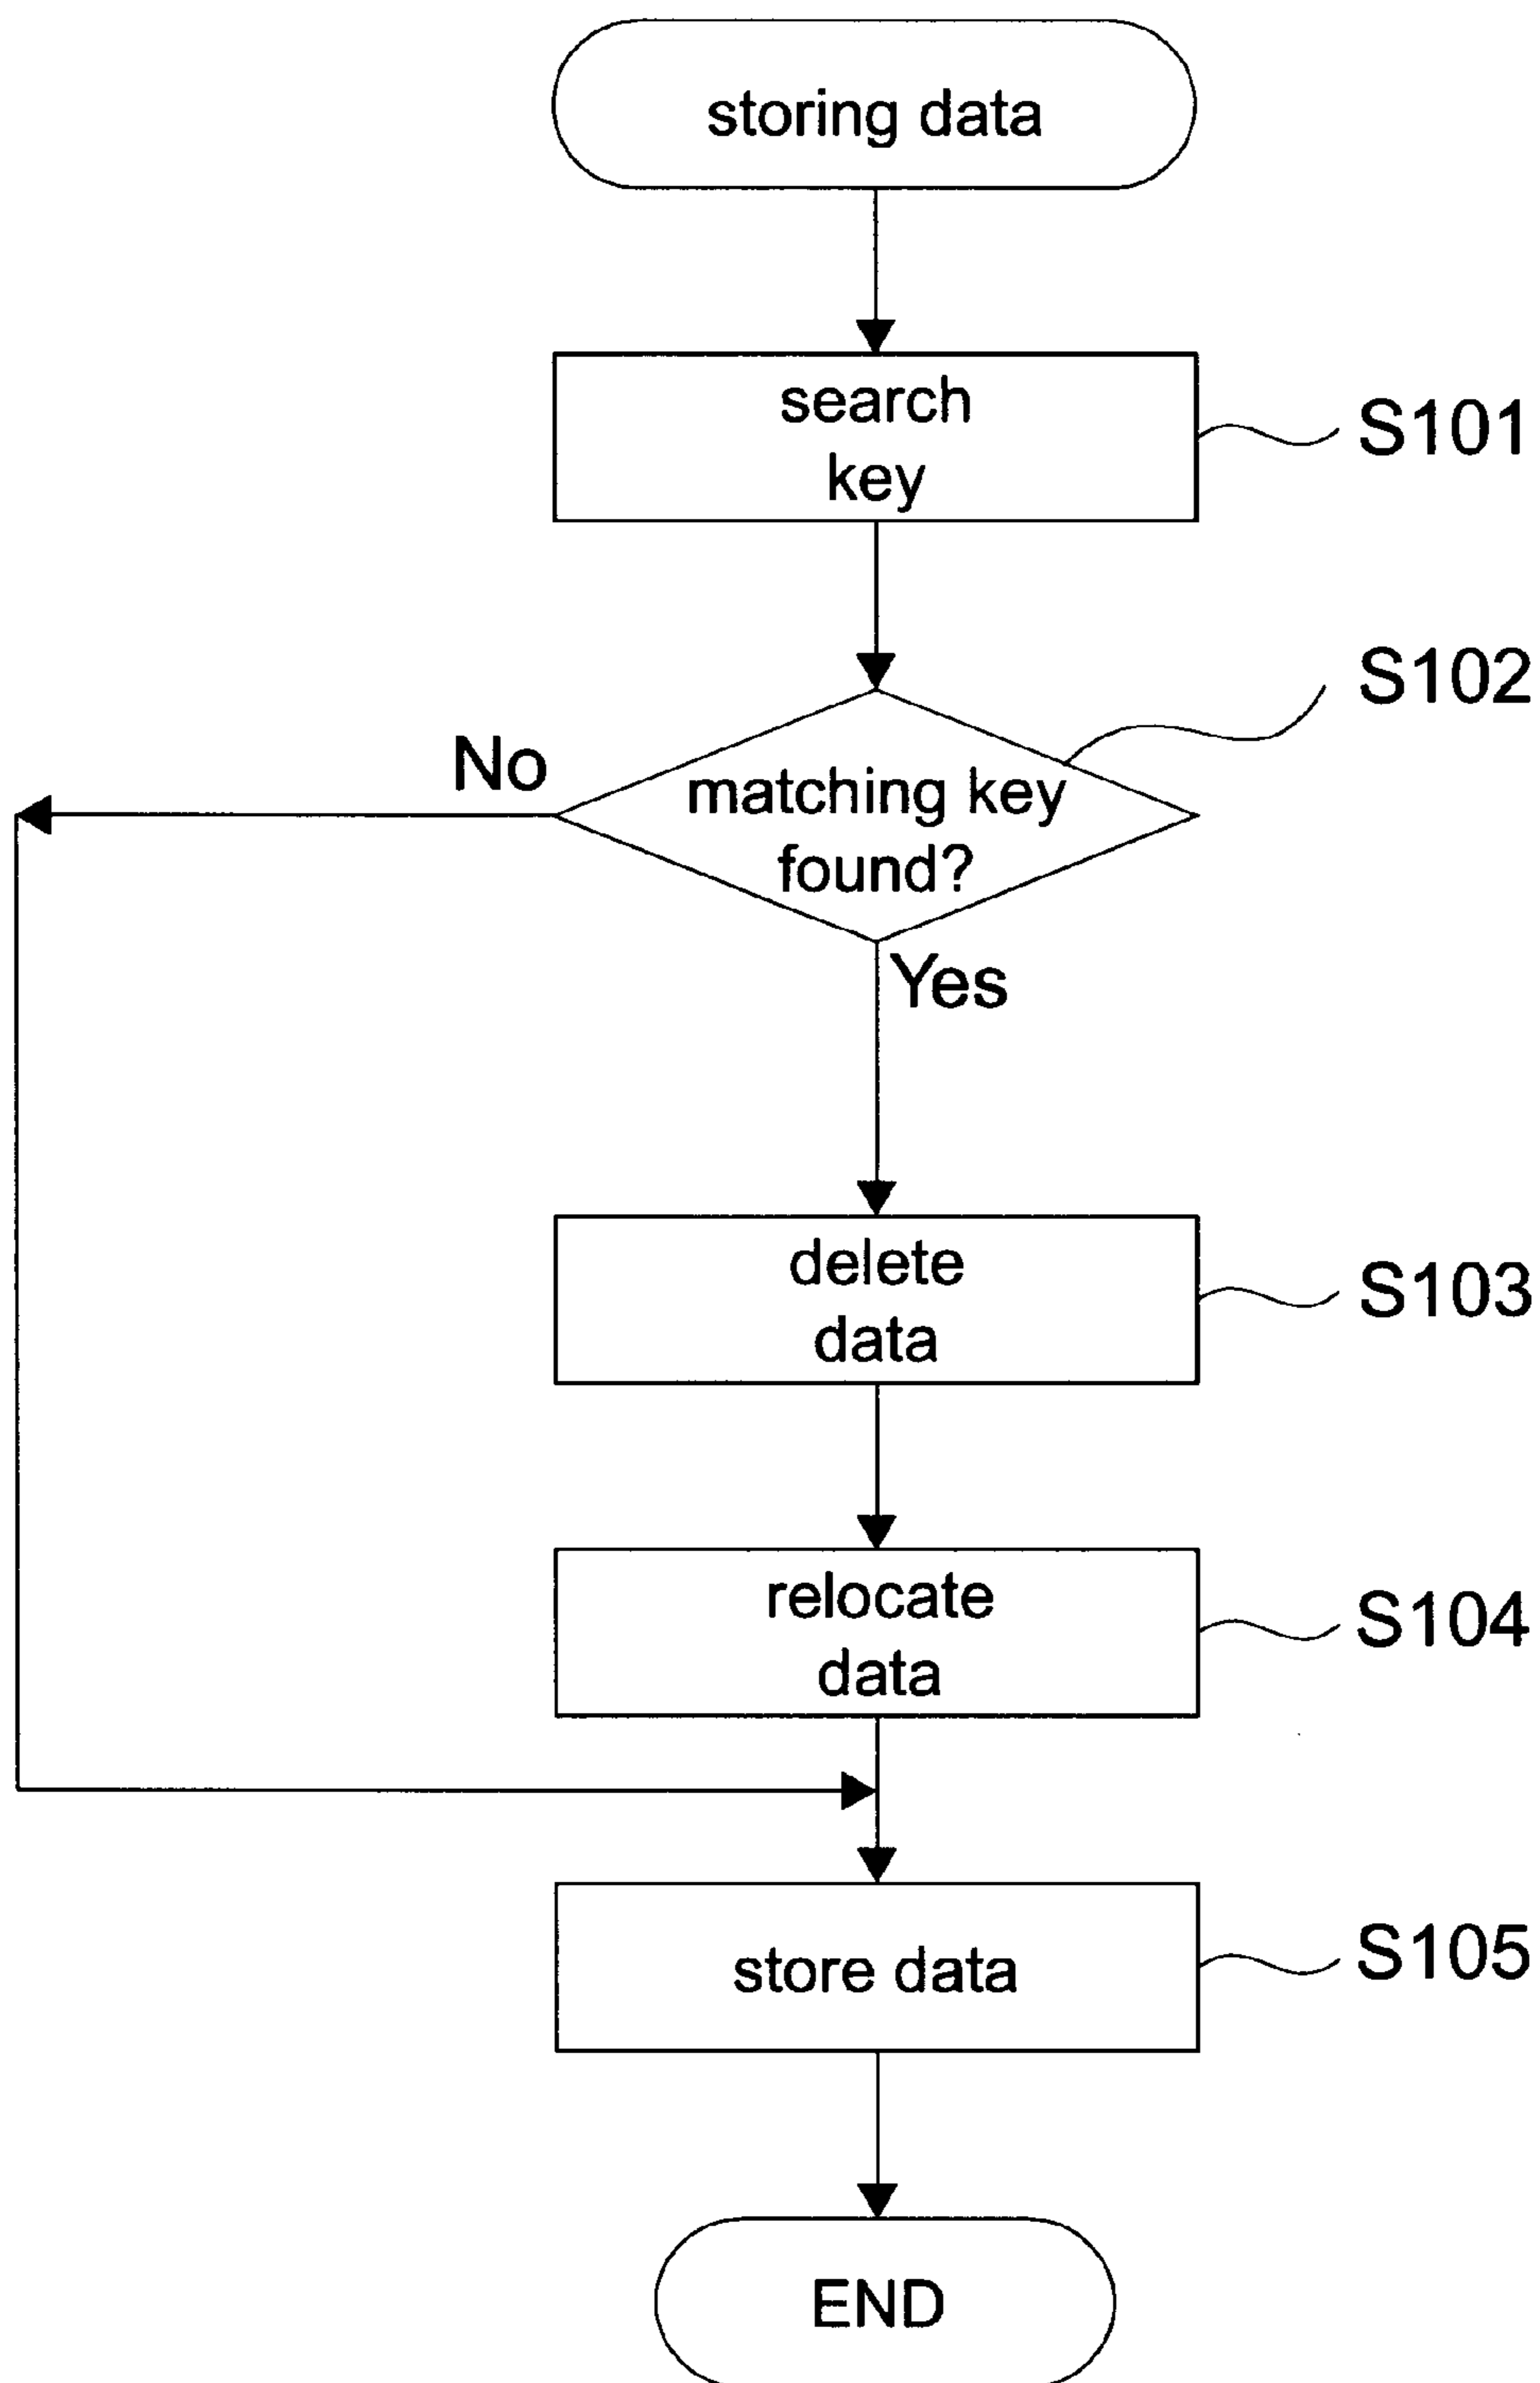 storing data
search
key
S101
S102
No
matching key
found?
Yes
delete
data
S103
relocate
data
S104
store data
S105
END